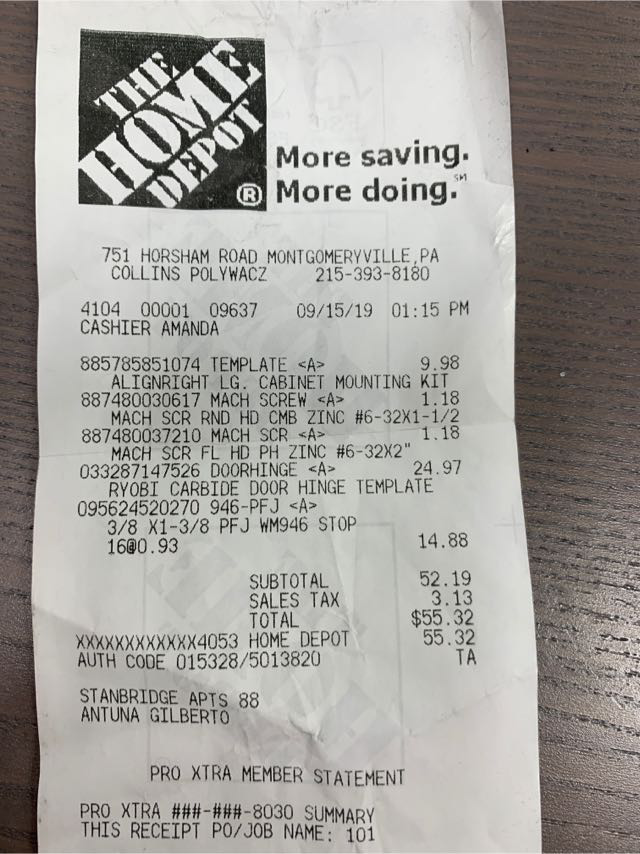 THE
HOME
DEPOT
®
More saving.
More doing.℠
751 HORSHAM ROAD MONTGOMERYVILLE,PA
COLLINS POLYWACZ 215-393-8180
4104 00001 09637 09/15/19 01:15 PM
CASHIER AMANDA
885785851074 TEMPLATE <A> 9.98
ALIGNRIGHT LG. CABINET MOUNTING KIT
887480030617 MACH SCREW <A> 1.18
MACH SCR RND HD CMB ZINC #6-32X1-1/2
887480037210 MACH SCR <A> 1.18
MACH SCR FL HD PH ZINC #6-32X2"
033287147526 DOORHINGE <A> 24.97
RYOBI CARBIDE DOOR HINGE TEMPLATE
095624520270 946-PFJ <A>
3/8 X1-3/8 PFJ WM946 STOP
16@0.93 14.88
SUBTOTAL 52.19
SALES TAX 3.13
TOTAL $55.32
XXXXXXXXXXXX4053 HOME DEPOT 55.32
AUTH CODE 015328/5013820 TA
STANBRIDGE APTS 88
ANTUNA GILBERTO
PRO XTRA MEMBER STATEMENT
PRO XTRA ###-###-8030 SUMMARY
THIS RECEIPT PO/JOB NAME: 101